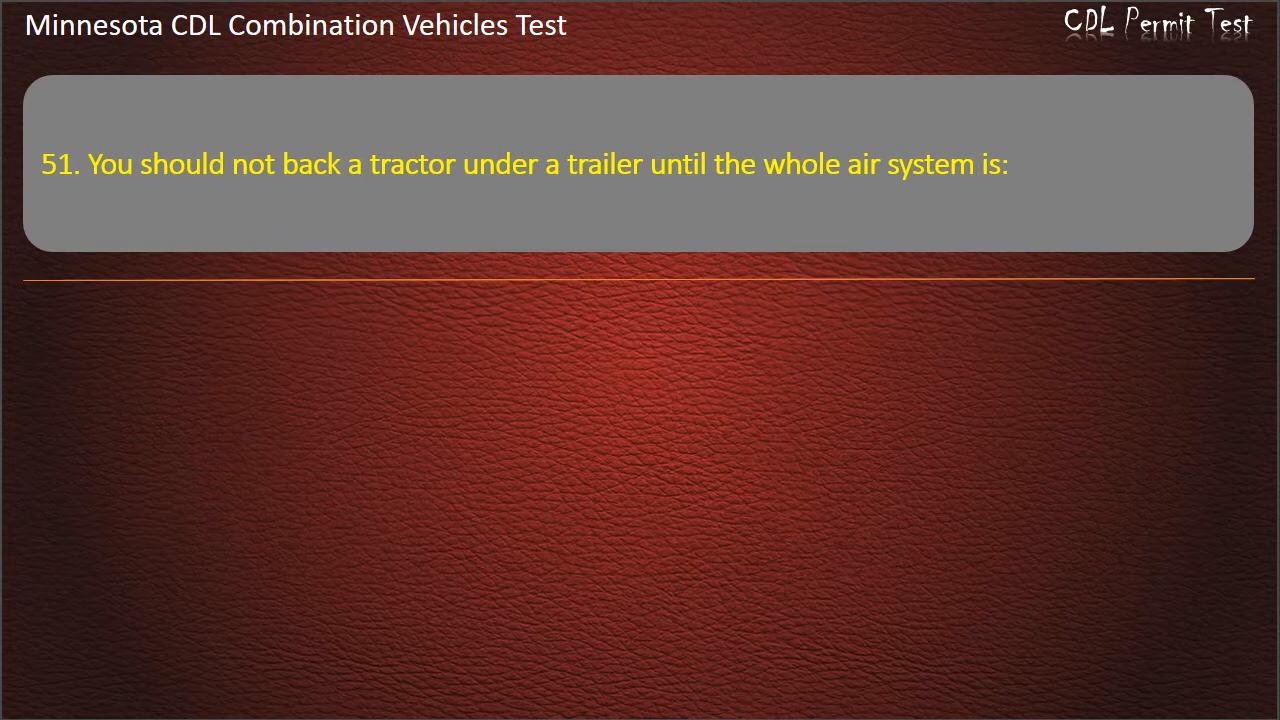 Minnesota CDL Combination Vehicles Test
CDL Permit Test
51. You should not back a tractor under a trailer until the whole air system is: